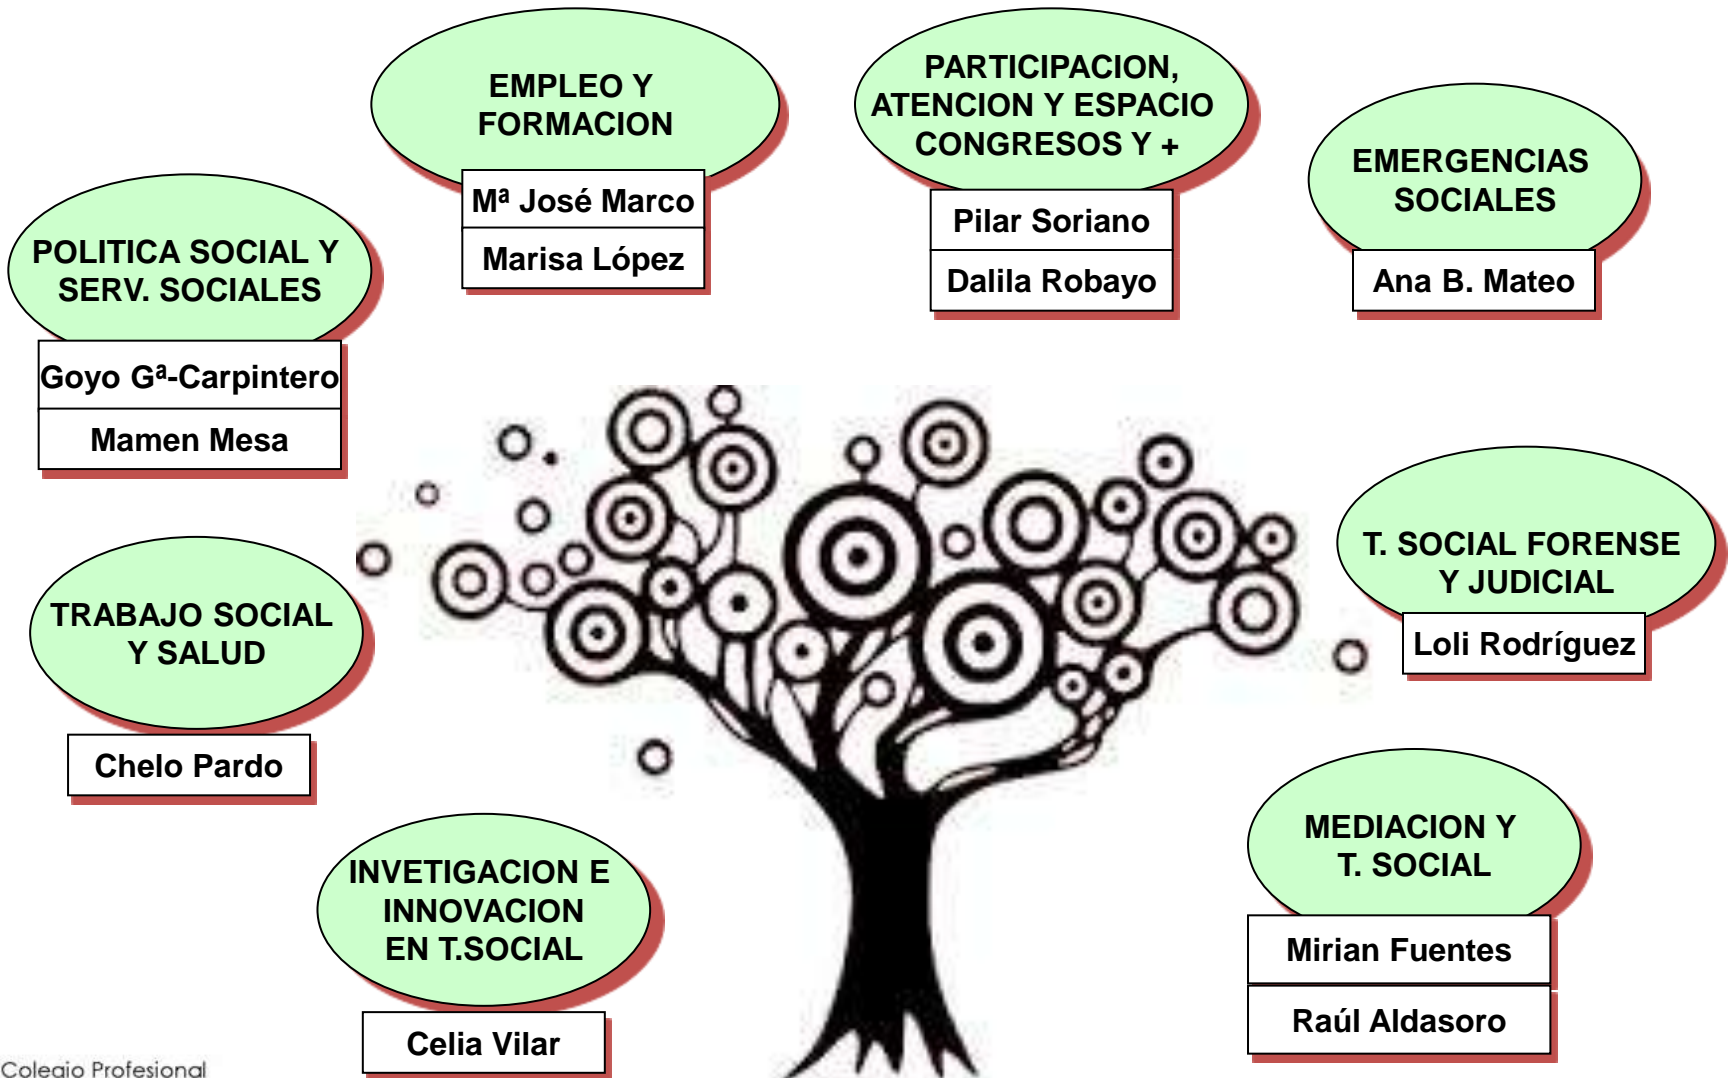 EMPLEO Y
FORMACION
Mª José Marco
Marisa López
PARTICIPACION,
ATENCION Y ESPACIO
CONGRESOS Y +
Pilar Soriano
Dalila Robayo
EMERGENCIAS
SOCIALES
Ana B. Mateo
POLITICA SOCIAL Y
SERV. SOCIALES
Goyo Gª-Carpintero
Mamen Mesa
T. SOCIAL FORENSE
Y JUDICIAL
Loli Rodríguez
TRABAJO SOCIAL
Y SALUD
Chelo Pardo
MEDIACION Y
T. SOCIAL
Mirian Fuentes
Raúl Aldasoro
INVETIGACION E
INNOVACION
EN T.SOCIAL
Celia Vilar
Colegio Profesional